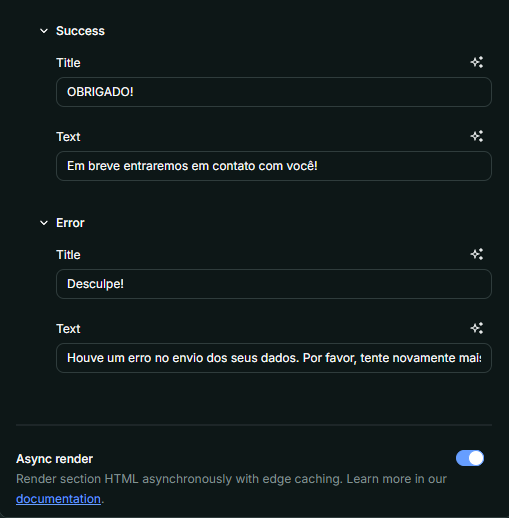 Success
Title
OBRIGADO!
Text
Em breve entraremos em contato com você!
Error
Title
Desculpe!
Text
Houve um erro no envio dos seus dados. Por favor, tente novamente mais
Async render
Render section HTML asynchronously with edge caching. Learn more in our
documentation.